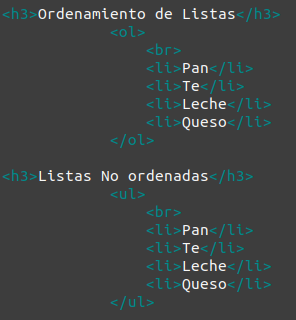 <h3>Ordenamiento de Listas</h3>
<ol>
<br>
<li>Pan</li>
<li>Te</li>
<li>Leche</li>
<li>Queso</li>
</ol>
<h3>Listas No ordenadas</h3>
<ul>
<br>
<li>Pan</li>
<li>Te</li>
<li>Leche</li>
<li>Queso</li>
</ul>